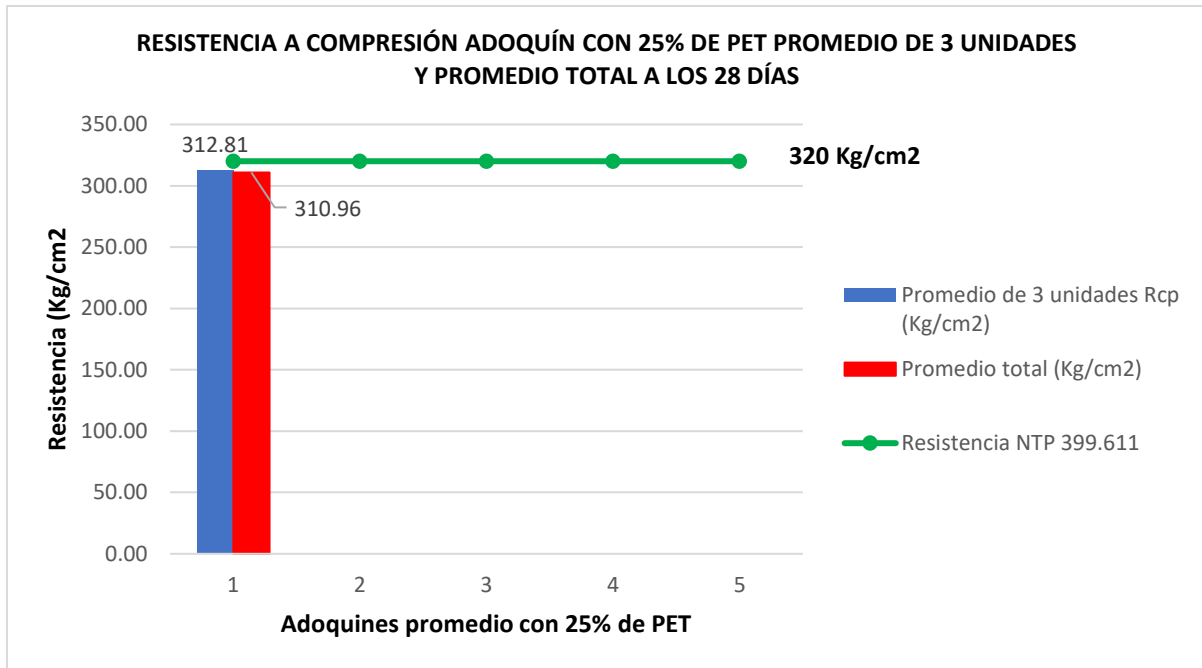 RESISTENCIA A COMPRESIÓN ADOQUÍN CON 25% DE PET PROMEDIO DE 3 UNIDADES
Y PROMEDIO TOTAL A LOS 28 DÍAS
Resistencia (Kg/cm2
350.00
300.00
250.00
200.00
150.00
100.00
50.00
0.00
312.81
310.96
320 Kg/cm2
1 2 3 4 5
Adoquines promedio con 25% de PET
Promedio de 3 unidades Rcp
(Kg/cm2)
Promedio total (Kg/cm2)
Resistencia NTP 399.611